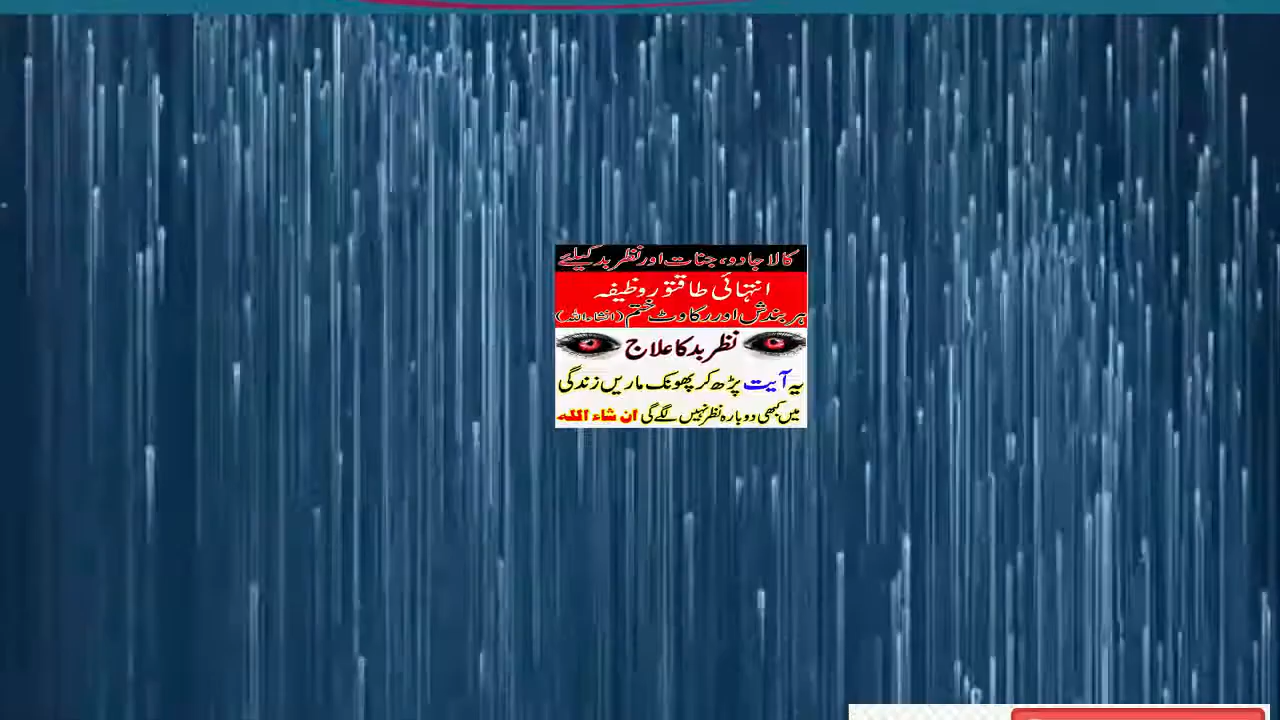 کالا جادو، جنات اور نظر بد کیلئے
انتہائی طاقتور وظیفہ
ہر بندش اور رکاوٹ ختم (انشاءاللہ)
نظر بد کا علاج
یہ آیت پڑھ کر پھونک ماریں زندگی
میں کبھی دوبارہ نظر نہیں لگے گی ان شاء اللہ